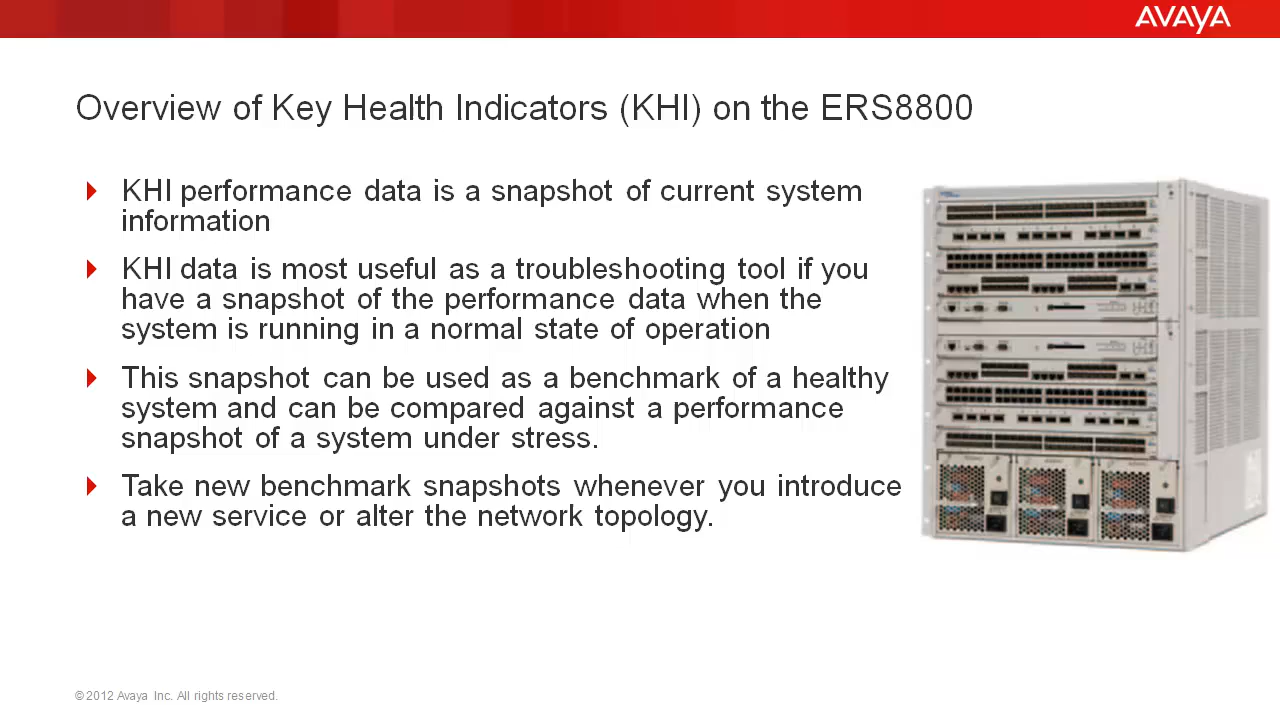 AVAYA
Overview of Key Health Indicators (KHI) on the ERS8800
KHI performance data is a snapshot of current system
information
KHI data is most useful as a troubleshooting tool if you
have a snapshot of the performance data when the
system is running in a normal state of operation
This snapshot can be used as a benchmark of a healthy
system and can be compared against a performance
snapshot of a system under stress.
Take new benchmark snapshots whenever you introduce
a new service or alter the network topology.
© 2012 Avaya Inc. All rights reserved.